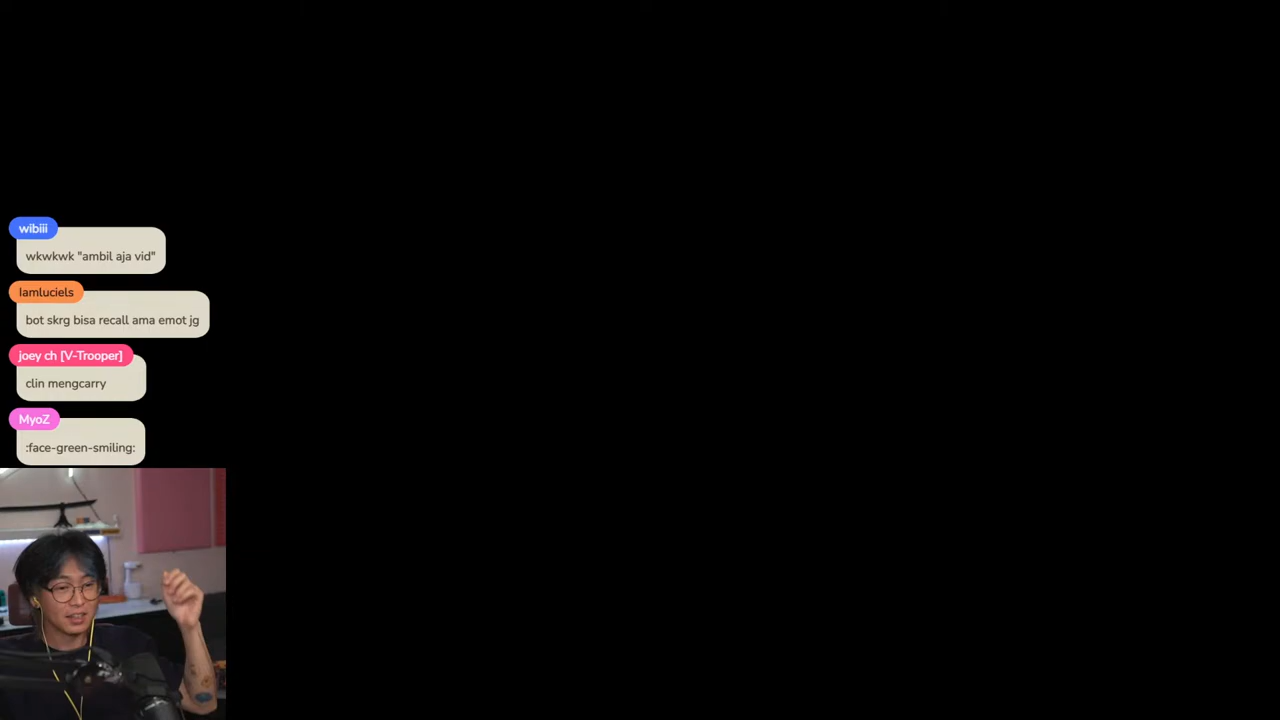 wibiii
wkwkwk "ambil aja vid"
Iamluciels
bot skrg bisa recall ama emot jg
joey ch [V-Trooper]
clin mengcarry
MyoZ
:face-green-smiling: